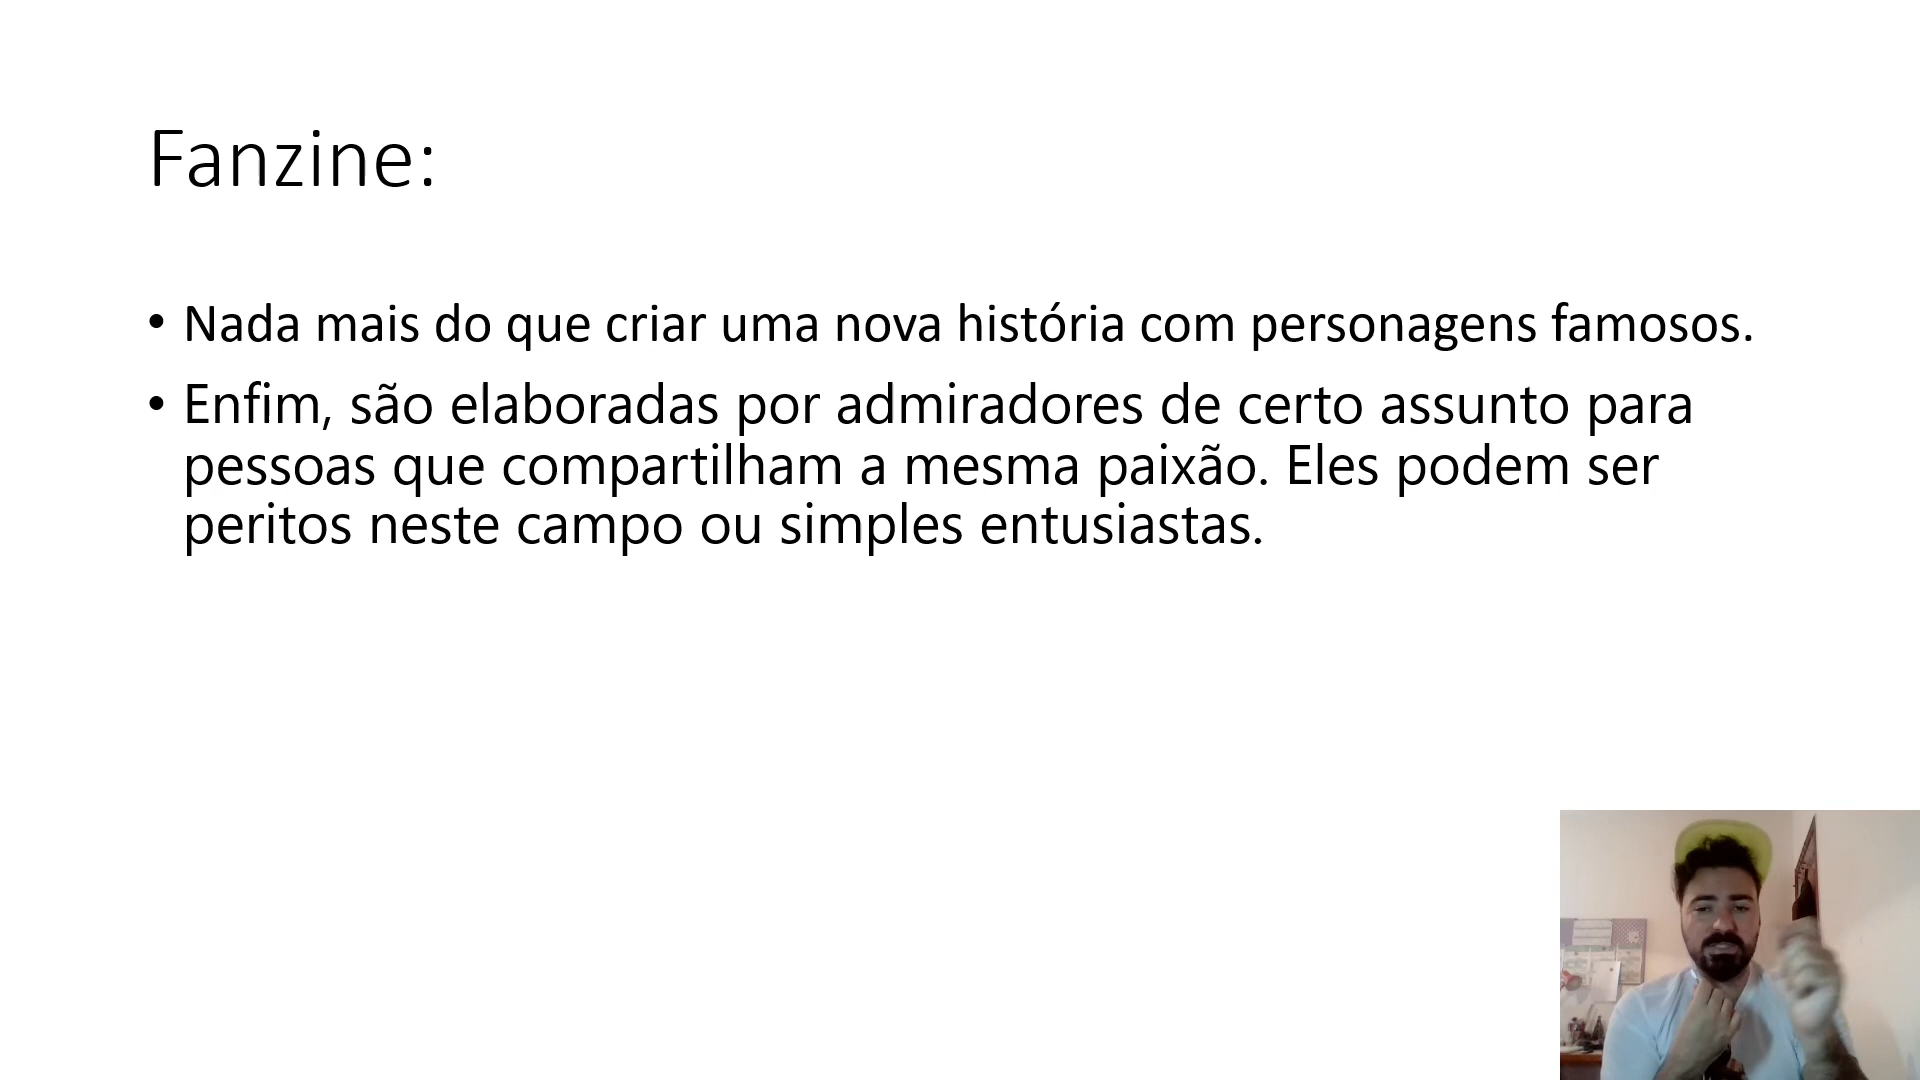 Fanzine:
• Nada mais do que criar uma nova história com personagens famosos.
• Enfim, são elaboradas por admiradores de certo assunto para
pessoas que compartilham a mesma paixão. Eles podem ser
peritos neste campo ou simples entusiastas.